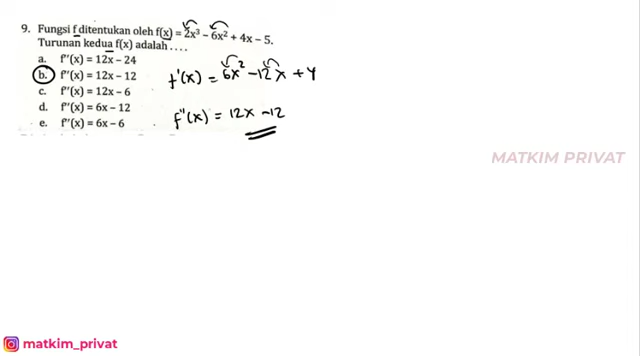 9. Fungsi f ditentukan oleh f(x) = 2x³ – 6x² + 4x – 5.
Turunan kedua f(x) adalah . . . .
a. f''(x) = 12x – 24
b. f''(x) = 12x – 12
c. f''(x) = 12x – 6
d. f''(x) = 6x – 12
e. f''(x) = 6x – 6
f'(x) = 6x² – 12x + 4
f''(x) = 12x – 12
MATKIM PRIVAT
matkim_privat